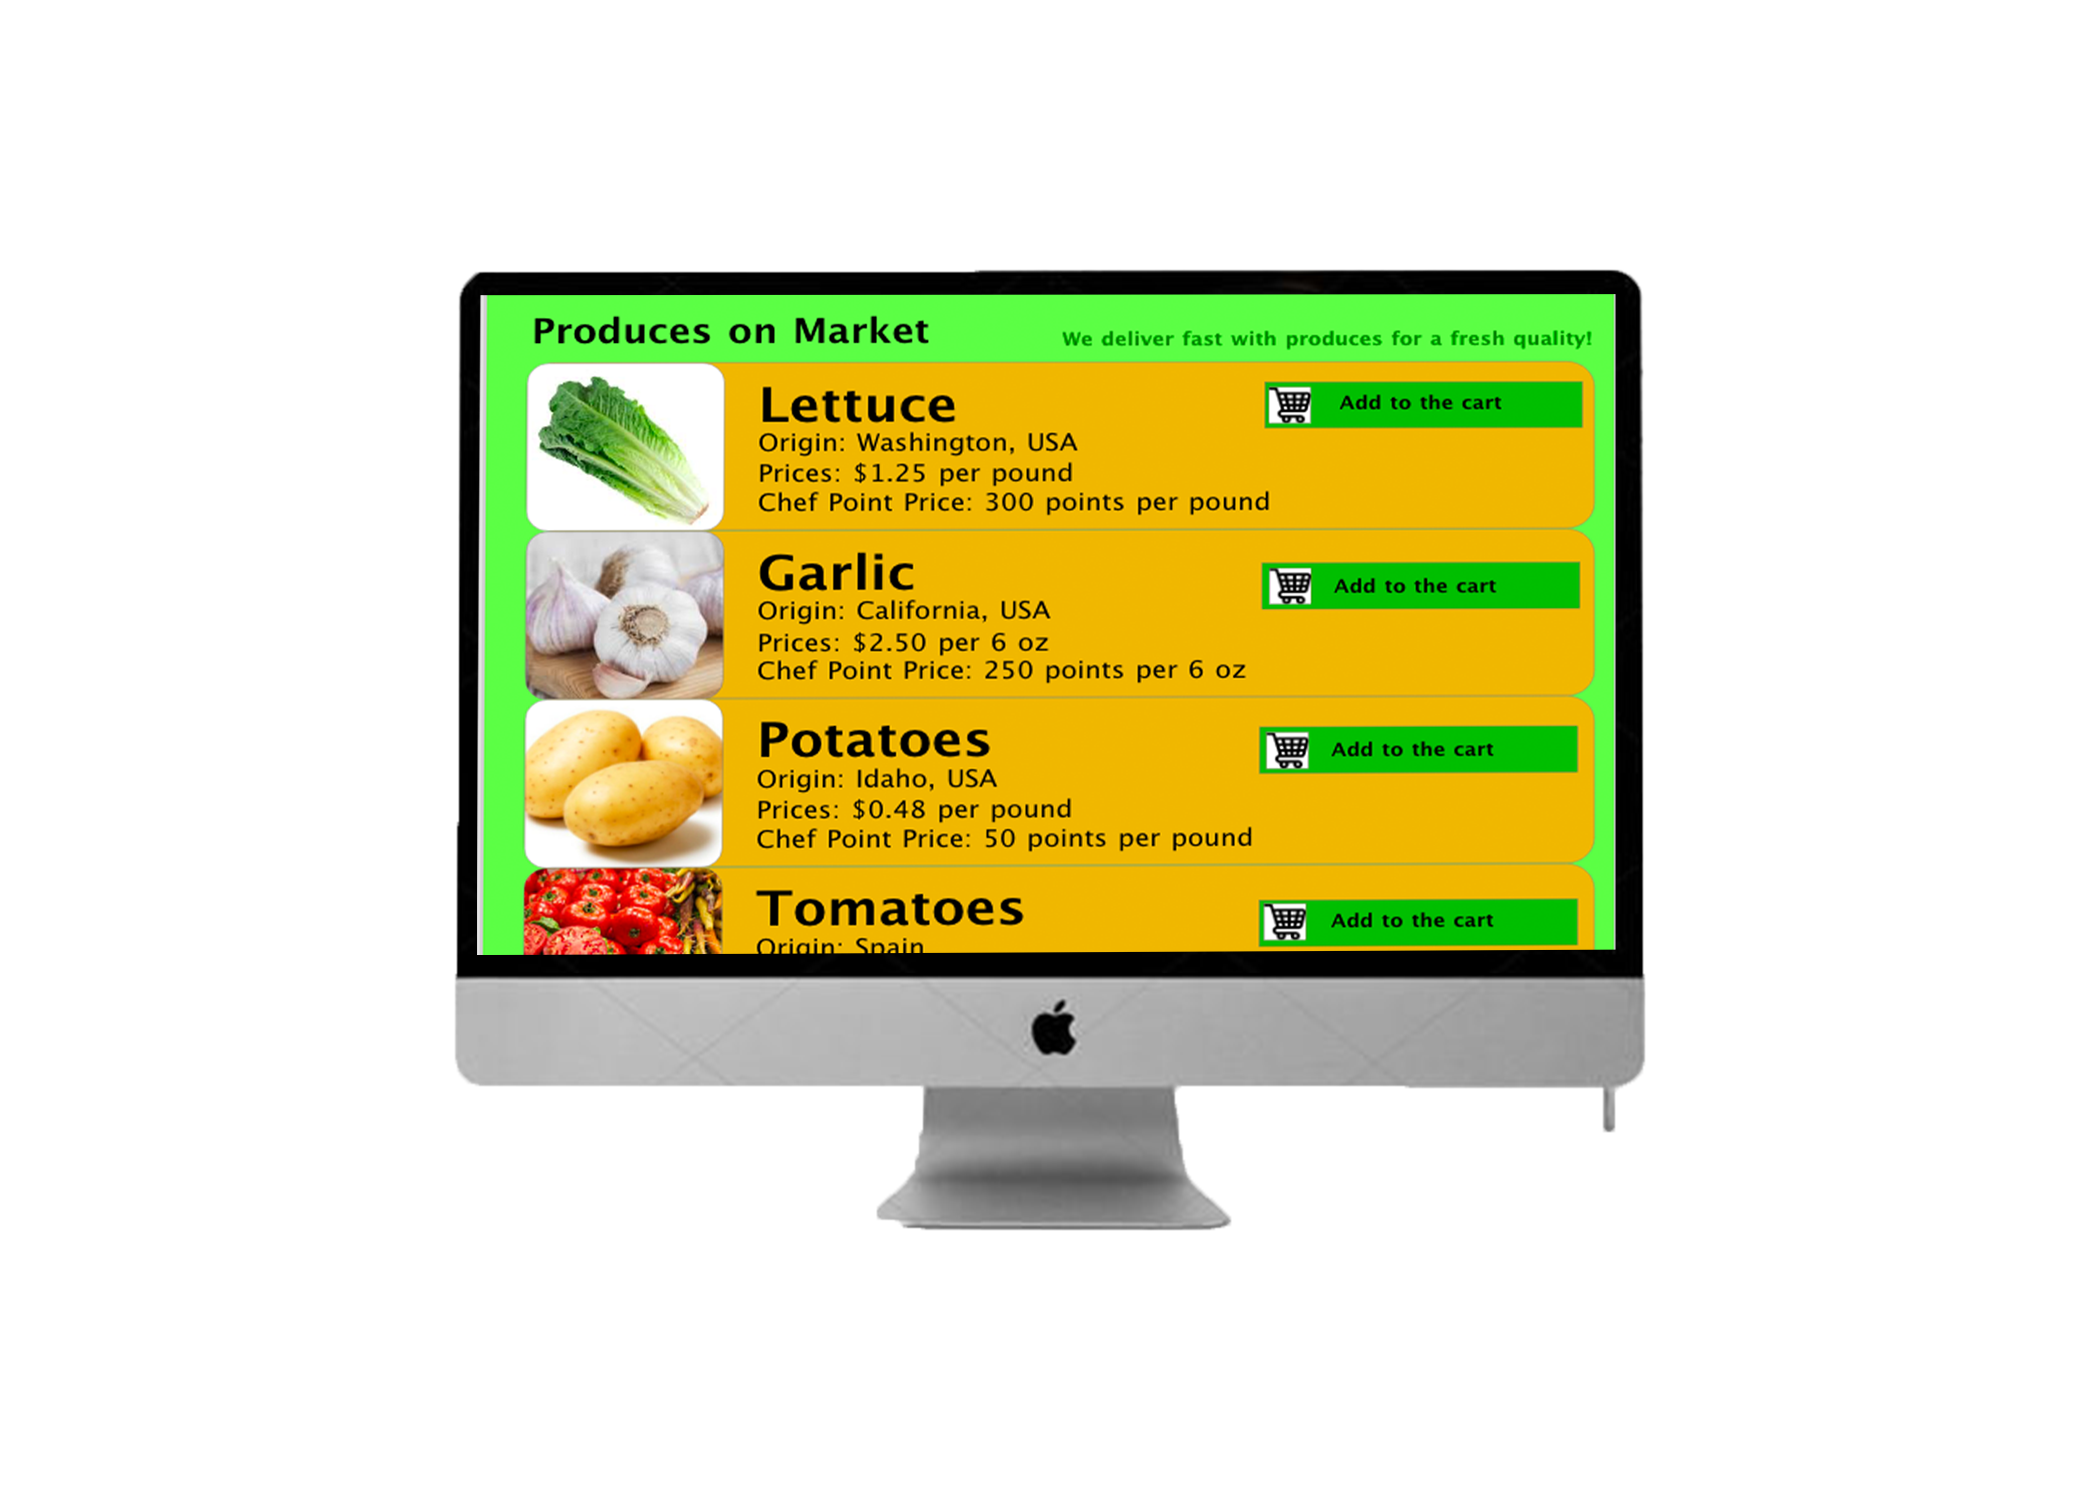 Produces on Market
We deliver fast with produces for a fresh quality!
Lettuce
Origin: Washington, USA
Prices: $1.25 per pound
Chef Point Price: 300 points per pound
Add to the cart
Garlic
Origin: California, USA
Prices: $2.50 per 6 oz
Chef Point Price: 250 points per 6 oz
Add to the cart
Potatoes
Origin: Idaho, USA
Prices: $0.48 per pound
Chef Point Price: 50 points per pound
Add to the cart
Tomatoes
Origin: Spain
Add to the cart